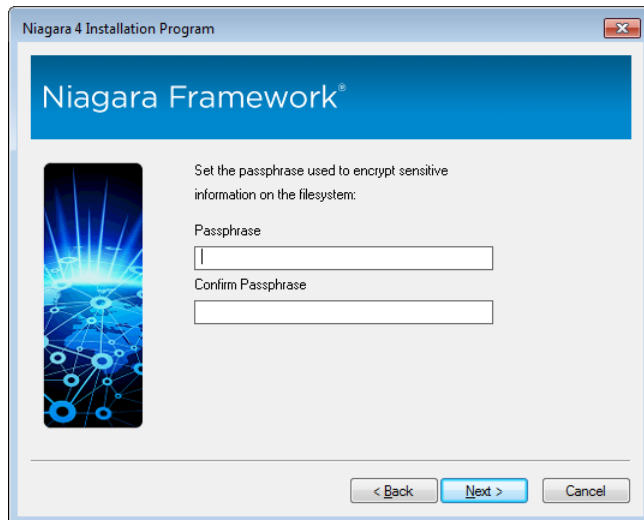 Niagara 4 Installation Program
Niagara Framework®
Set the passphrase used to encrypt sensitive
information on the filesystem:
Passphrase
Confirm Passphrase
< Back
Next >
Cancel